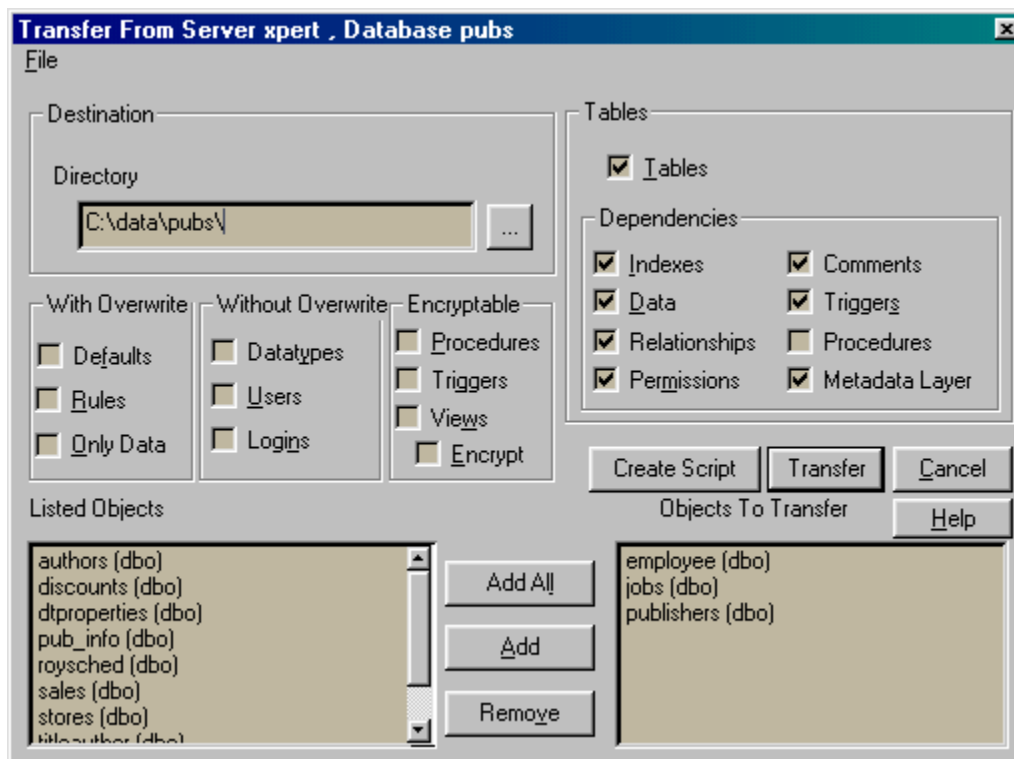 Transfer From Server xpert , Database pubs
File
Destination
Directory
C:\data\pubs\
...
Tables
Tables
Dependencies
Indexes
Comments
Data
Triggers
Relationships
Procedures
Permissions
Metadata Layer
With Overwrite
Defaults
Rules
Only Data
Without Overwrite
Datatypes
Users
Logins
Encryptable
Procedures
Triggers
Views
Encrypt
Create Script
Transfer
Cancel
Help
Listed Objects
authors (dbo)
discounts (dbo)
dtproperties (dbo)
pub_info (dbo)
roysched (dbo)
sales (dbo)
stores (dbo)
titleauthor (dbo)
Add All
Add
Remove
Objects To Transfer
employee (dbo)
jobs (dbo)
publishers (dbo)